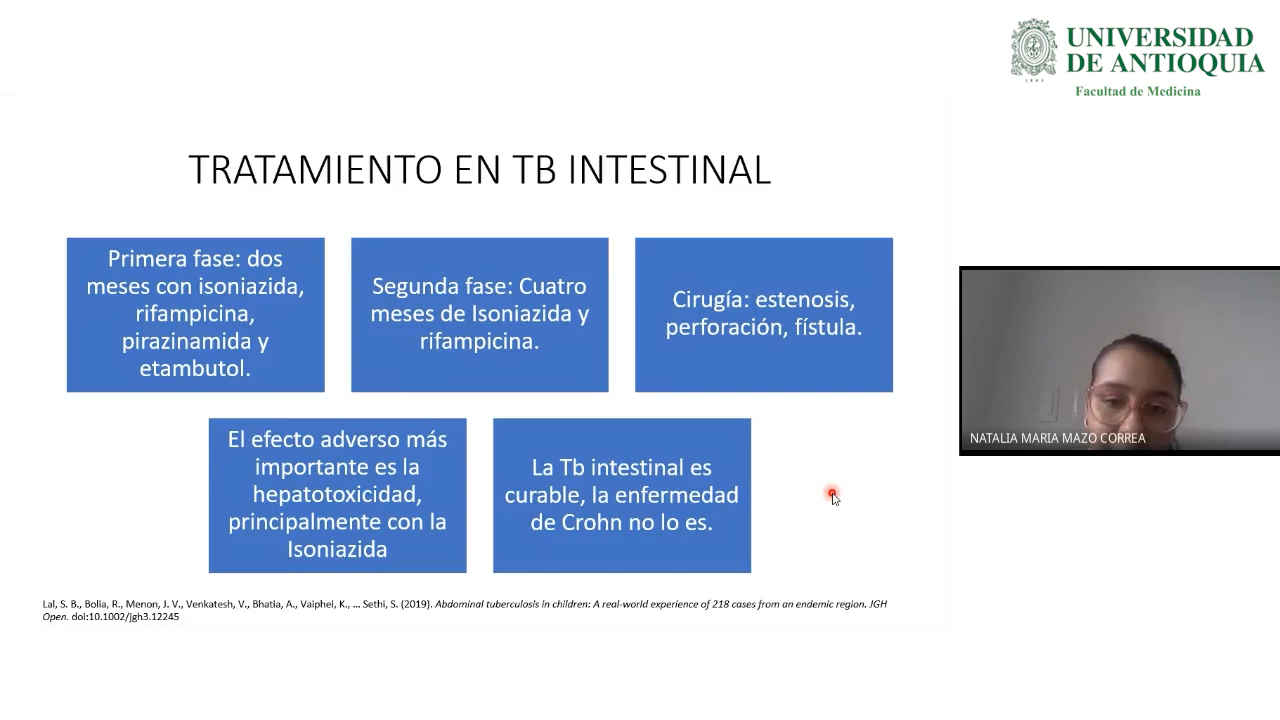 UNIVERSIDAD
DE ANTIOQUIA
Facultad de Medicina
1803
TRATAMIENTO EN TB INTESTINAL
Primera fase: dos
meses con isoniazida,
rifampicina,
pirazinamida y
etambutol.
Segunda fase: Cuatro
meses de Isoniazida y
rifampicina.
Cirugía: estenosis,
perforación, fístula.
El efecto adverso más
importante es la
hepatotoxicidad,
principalmente con la
Isoniazida
La Tb intestinal es
curable, la enfermedad
de Crohn no lo es.
NATALIA MARIA MAZO CORREA
Lal, S. B., Bolia, R., Menon, J. V., Venkatesh, V., Bhatia, A., Vaiphei, K., … Sethi, S. (2019). Abdominal tuberculosis in children: A real-world experience of 218 cases from an endemic region. JGH
Open. doi:10.1002/jgh3.12245